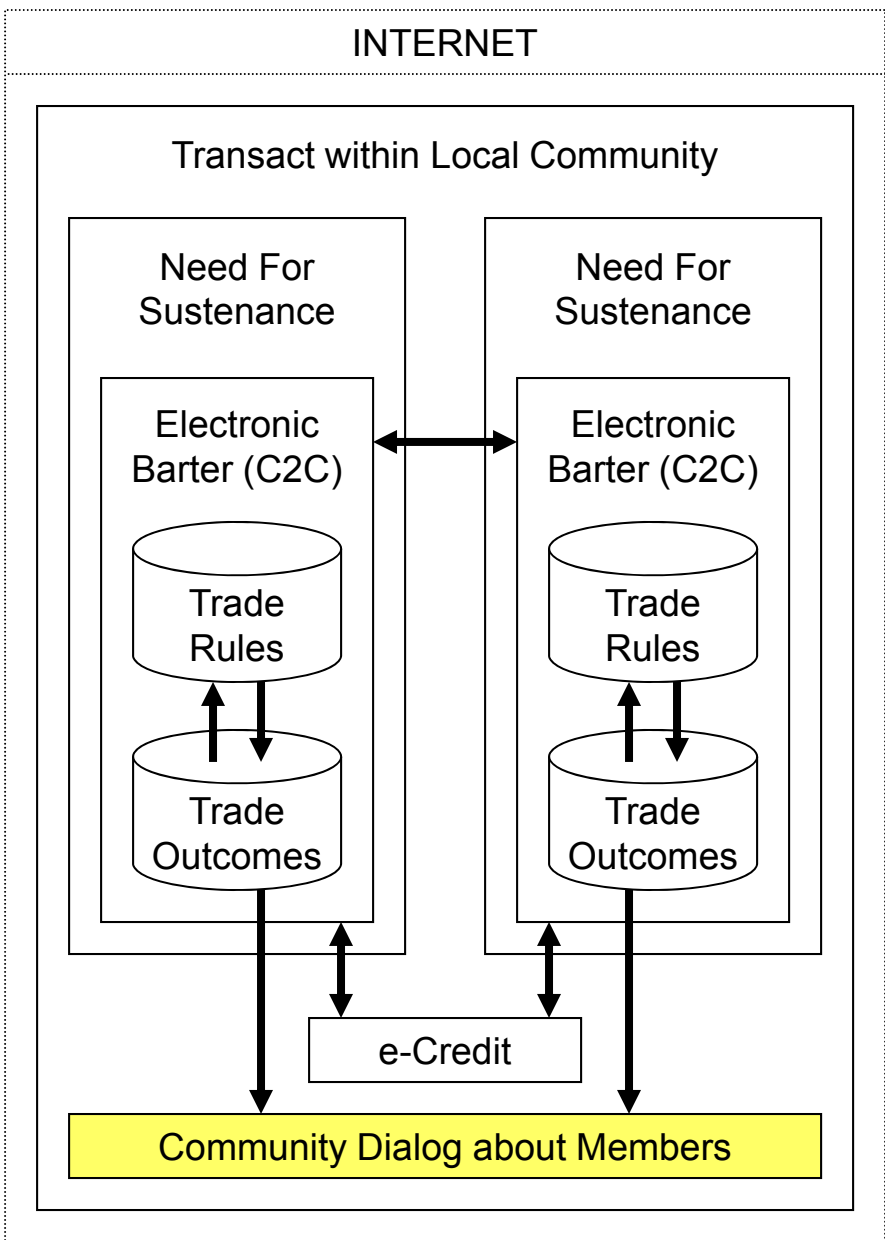 INTERNET
Transact within Local Community
Need For
Sustenance
Electronic
Barter (C2C)
Trade
Rules
Trade
Outcomes
Need For
Sustenance
Electronic
Barter (C2C)
Trade
Rules
Trade
Outcomes
e-Credit
Community Dialog about Members